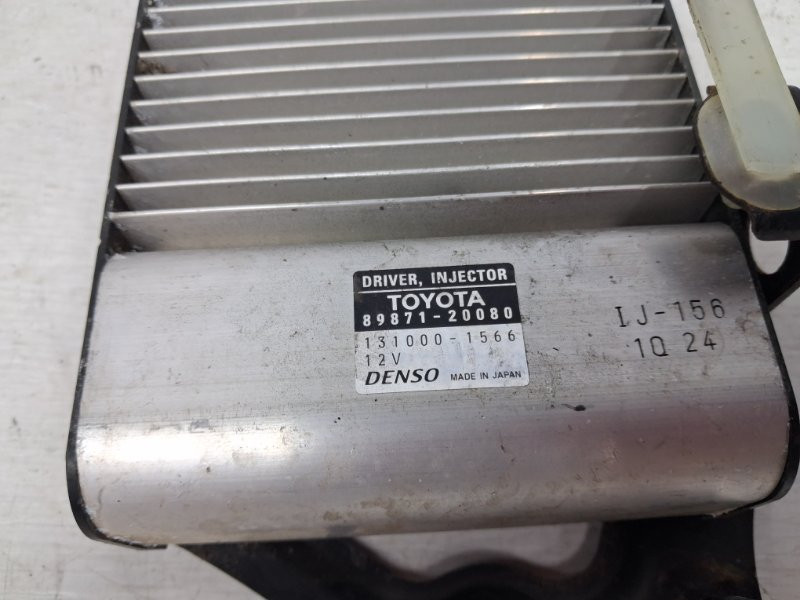 DRIVER, INJECTOR
TOYOTA
89871-20080
131000-1566
12V
DENSO MADE IN JAPAN
IJ-156
1Q 24